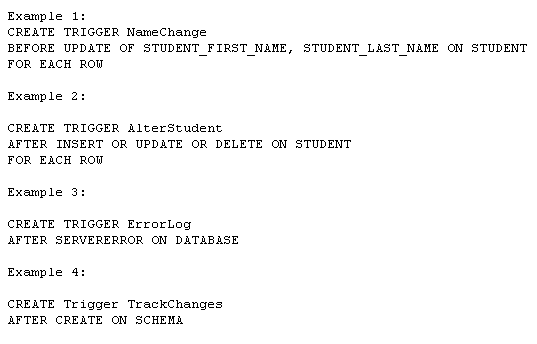 Example 1:
CREATE TRIGGER NameChange
BEFORE UPDATE OF STUDENT_FIRST_NAME, STUDENT_LAST_NAME ON STUDENT
FOR EACH ROW
Example 2:
CREATE TRIGGER AlterStudent
AFTER INSERT OR UPDATE OR DELETE ON STUDENT
FOR EACH ROW
Example 3:
CREATE TRIGGER ErrorLog
AFTER SERVERERROR ON DATABASE
Example 4:
CREATE Trigger TrackChanges
AFTER CREATE ON SCHEMA